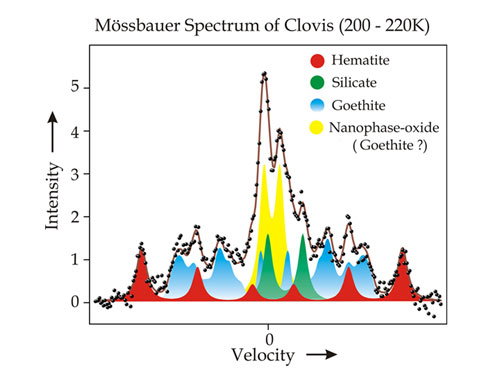 Mössbauer Spectrum of Clovis (200 - 220K)
Hematite
Silicate
Goethite
Nanophase-oxide
(Goethite ?)
5
4
3
2
1
0
Intensity
0
Velocity